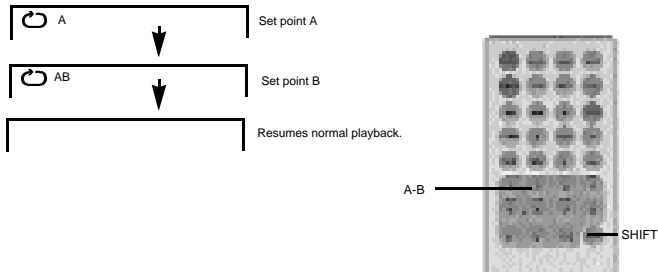 A
Set point A
AB
Set point B
Resumes normal playback.
A-B
SHIFT